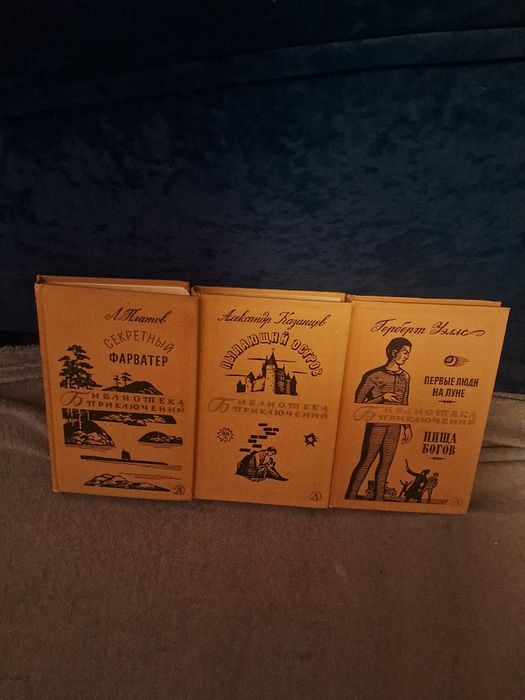 Л. Платов
СЕКРЕТНЫЙ
ФАРВАТЕР
БИБЛИОТЕКА
ПРИКЛЮЧЕНИЙ
Александр Казанцев
ПЫЛАЮЩИЙ ОСТРОВ
БИБЛИОТЕКА
ПРИКЛЮЧЕНИЙ
Герберт Уэллс
ПЕРВЫЕ ЛЮДИ
НА ЛУНЕ
БИБЛИОТЕКА
ПРИКЛЮЧЕНИЙ
ПИЩА
БОГОВ